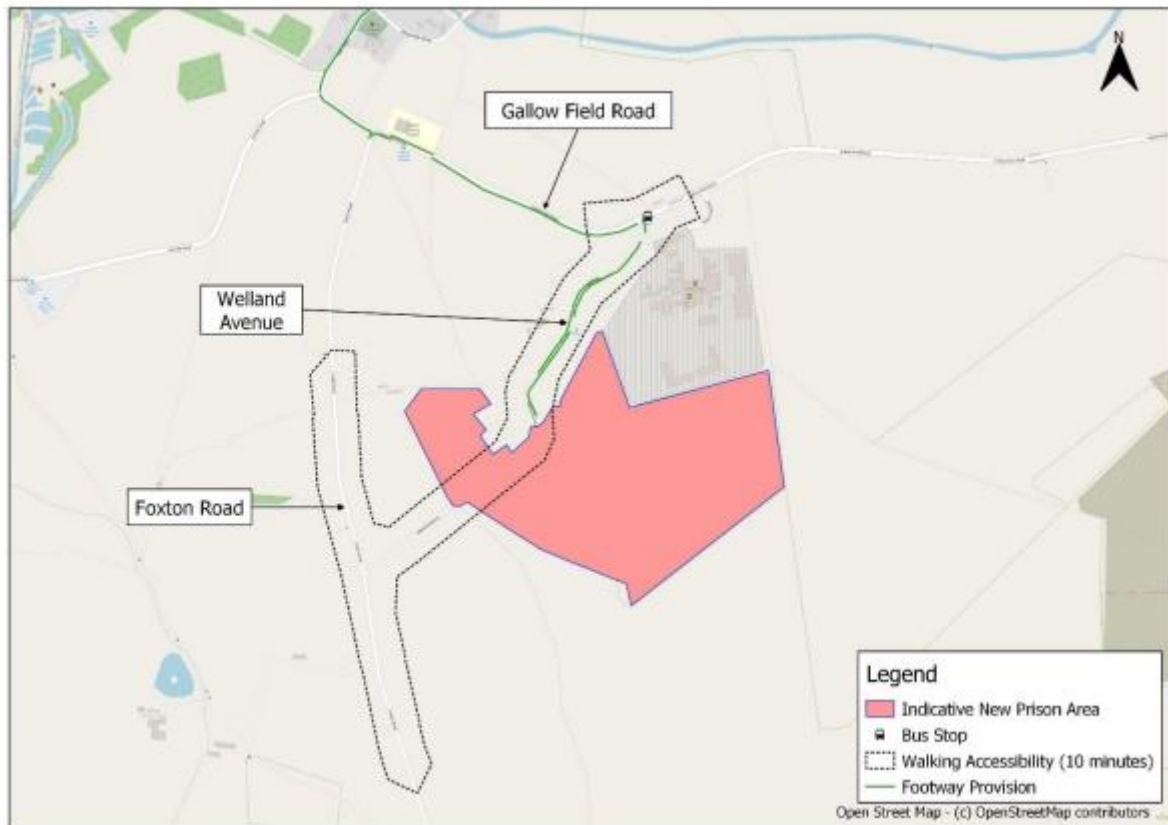 N
Gallow Field Road
Welland
Avenue
Foxton Road
Legend
Indicative New Prison Area
Bus Stop
Walking Accessibility (10 minutes)
Footway Provision
Open Street Map - (c) OpenStreetMap contributors